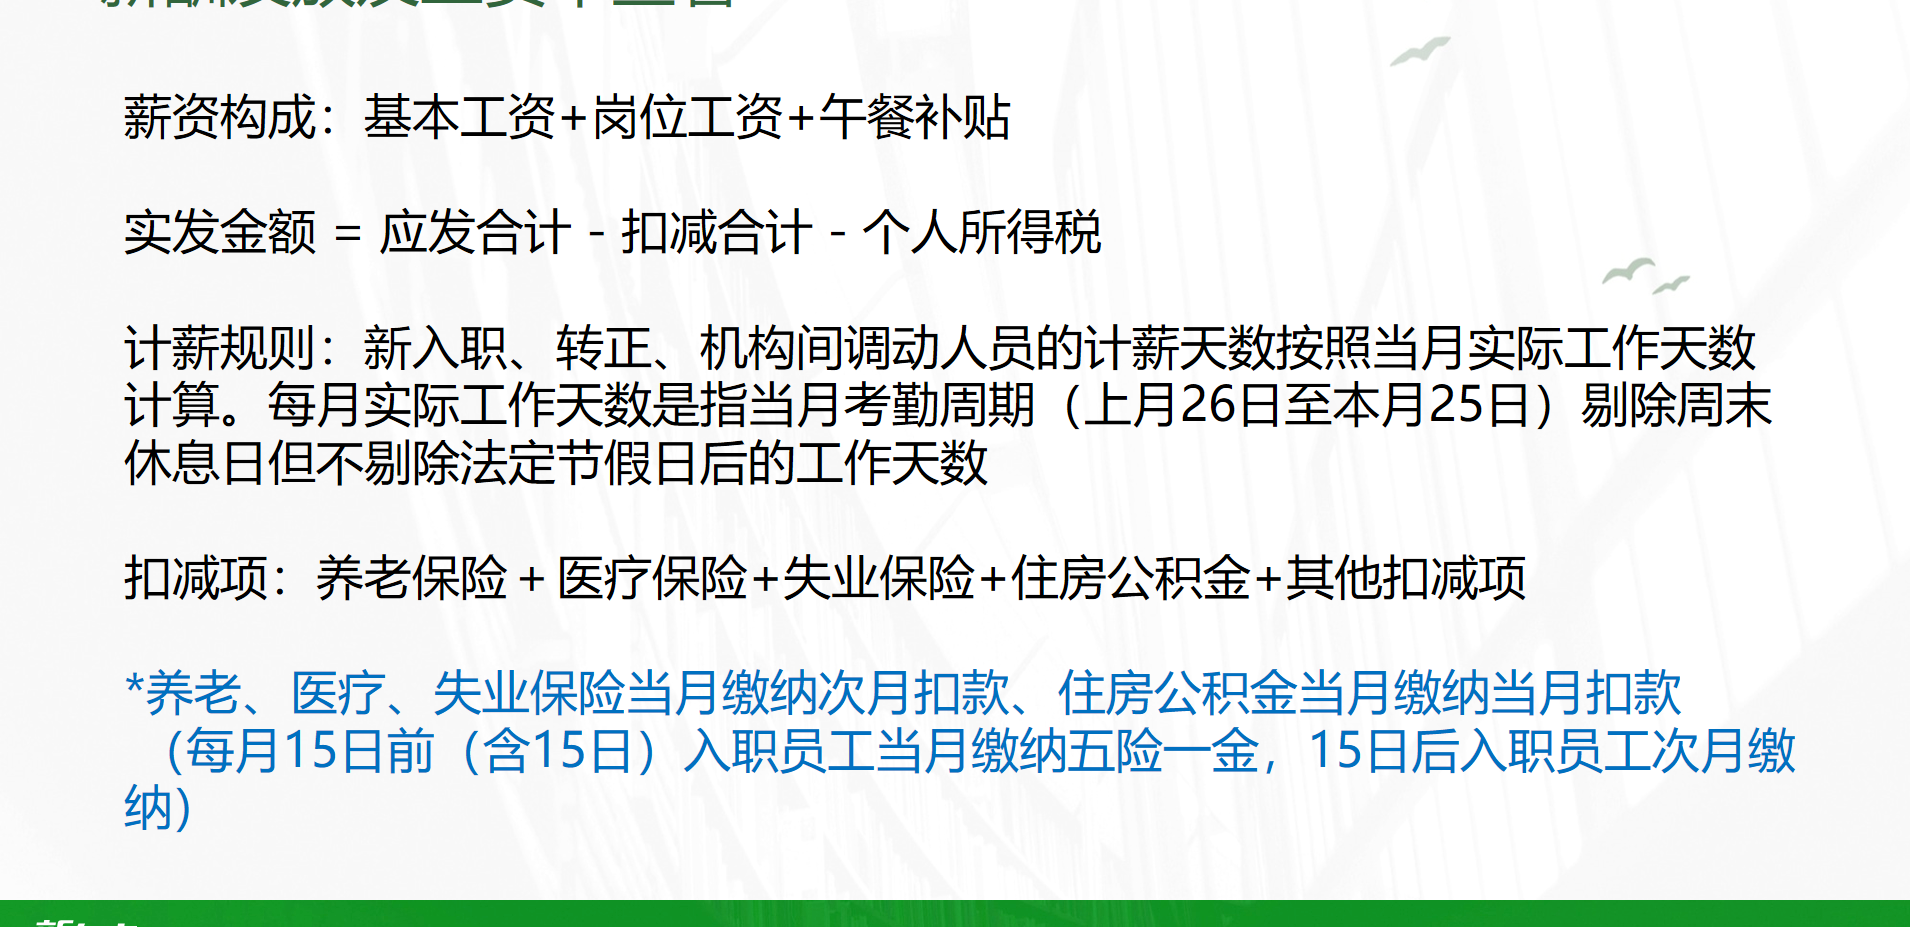 薪资构成：基本工资+岗位工资+午餐补贴
实发金额 = 应发合计 - 扣减合计 - 个人所得税
计薪规则：新入职、转正、机构间调动人员的计薪天数按照当月实际工作天数
计算。每月实际工作天数是指当月考勤周期（上月26日至本月25日）剔除周末
休息日但不剔除法定节假日后的工作天数
扣减项：养老保险 + 医疗保险+失业保险+住房公积金+其他扣减项
*养老、医疗、失业保险当月缴纳次月扣款、住房公积金当月缴纳当月扣款
（每月15日前（含15日）入职员工当月缴纳五险一金，15日后入职员工次月缴
纳）